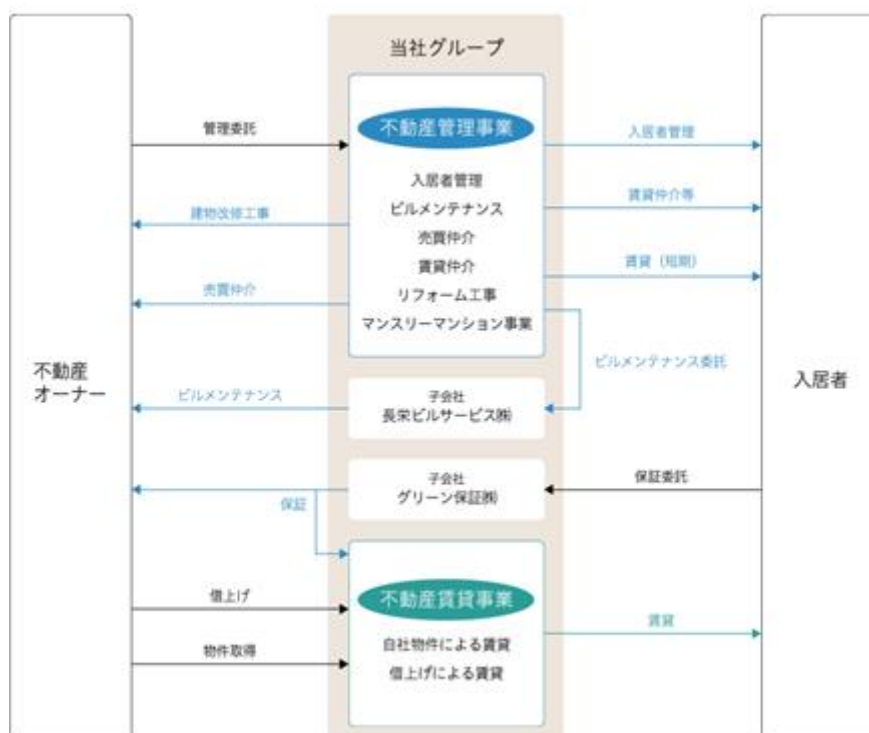 当社グループ
不動産管理事業
管理委託
入居者管理
入居者管理
ビルメンテナンス
賃貸仲介等
建物改修工事
売買仲介
賃貸仲介
賃貸（短期）
売買仲介
リフォーム工事
マンスリーマンション事業
ビルメンテナンス委託
不動産
オーナー
入居者
ビルメンテナンス
子会社
長栄ビルサービス㈱
子会社
グリーン保証㈱
保証委託
保証
借上げ
不動産賃貸事業
賃貸
自社物件による賃貸
物件取得
借上げによる賃貸